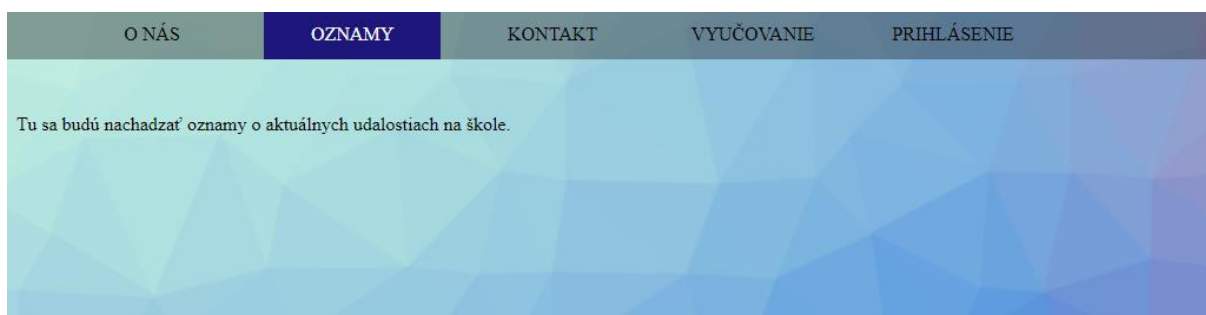 O NÁS OZNAMY KONTAKT VYUČOVANIE PRIHLÁSENIE
Tu sa budú nachadzať oznamy o aktuálnych udalostiach na škole.